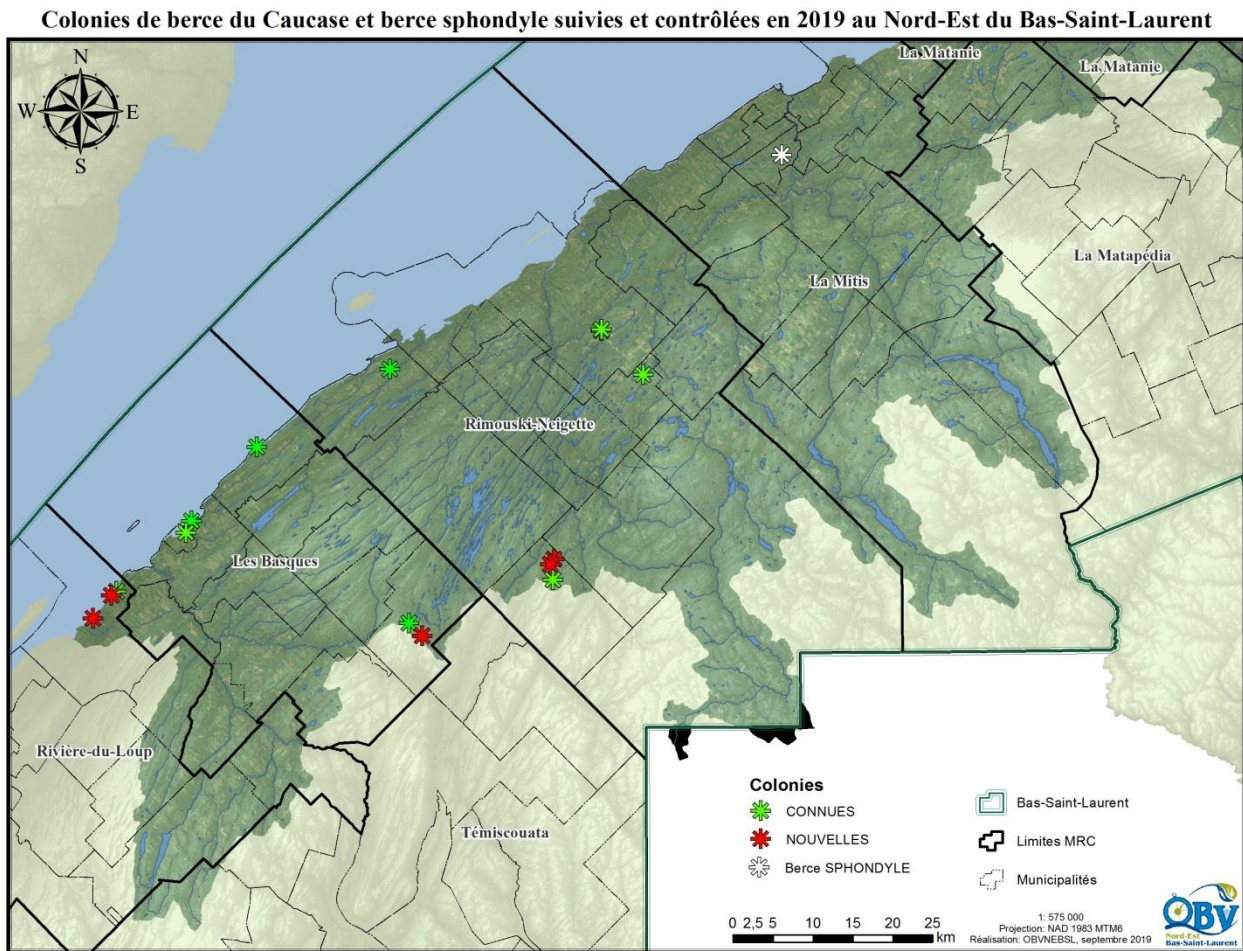 Colonies de berce du Caucase et berce sphondyle suivies et contrôlées en 2019 au Nord-Est du Bas-Saint-Laurent
N
W E
S
La Matanie
La Matanie
La Matapédia
La Mitis
Rimouski-Neigette
Les Basques
Rivière-du-Loup
Témiscouata
Colonies
CONNUES
NOUVELLES
Berce SPHONDYLE
Bas-Saint-Laurent
Limites MRC
Municipalités
0 2,5 5 10 15 20 25
km
1: 575 000
Projection: NAD 1983 MTM6
Réalisation: OBVNEBSL, septembre 2019
OBV
Nord-Est
Bas-Saint-Laurent